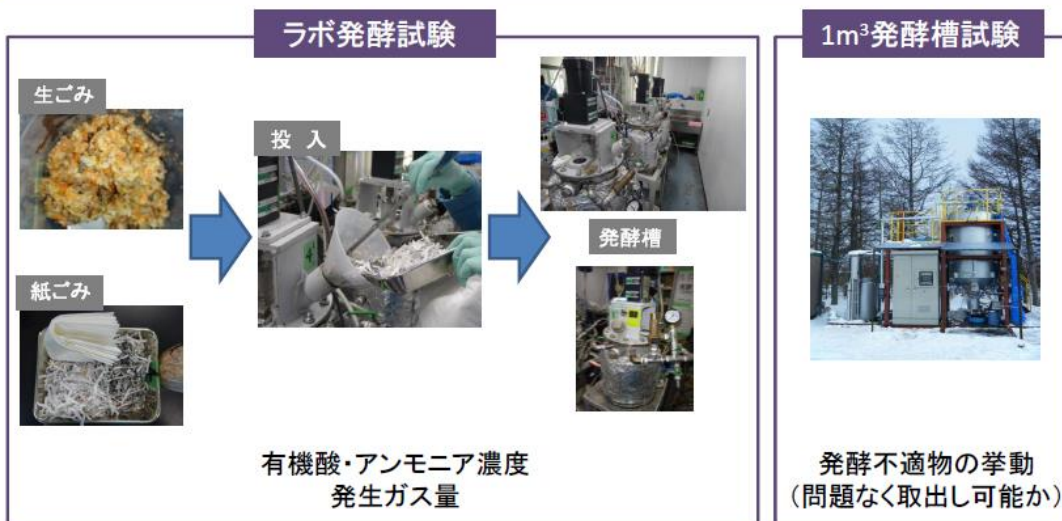 ラボ発酵試験
生ごみ
紙ごみ
投 入
発酵槽
有機酸・アンモニア濃度
発生ガス量
1m³発酵槽試験
発酵不適物の挙動
（問題なく取出し可能か）